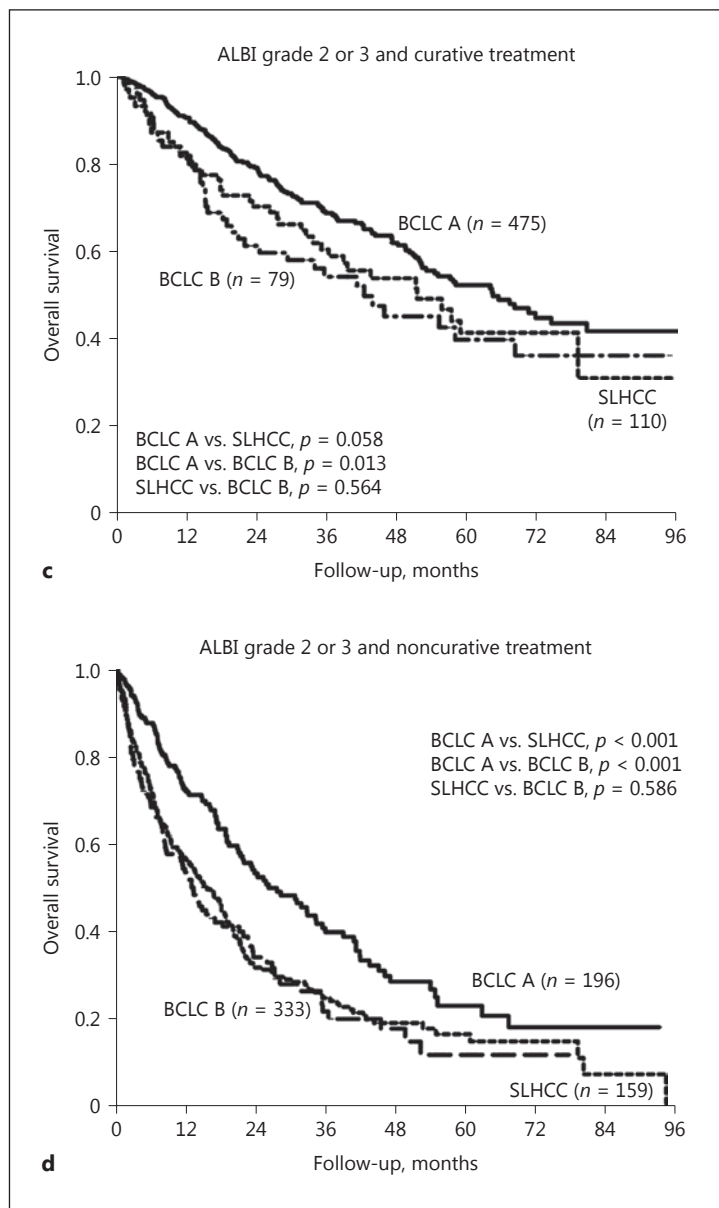 ALBI grade 2 or 3 and curative treatment
1.0
0.8
0.6
0.4
0.2
0
Overall survival
BCLC A (n = 475)
BCLC B (n = 79)
SLHCC
(n = 110)
BCLC A vs. SLHCC, p = 0.058
BCLC A vs. BCLC B, p = 0.013
SLHCC vs. BCLC B, p = 0.564
0 12 24 36 48 60 72 84 96
c
Follow-up, months
ALBI grade 2 or 3 and noncurative treatment
1.0
0.8
0.6
0.4
0.2
0
Overall survival
BCLC A vs. SLHCC, p < 0.001
BCLC A vs. BCLC B, p < 0.001
SLHCC vs. BCLC B, p = 0.586
BCLC A (n = 196)
BCLC B (n = 333)
SLHCC (n = 159)
0 12 24 36 48 60 72 84 96
d
Follow-up, months